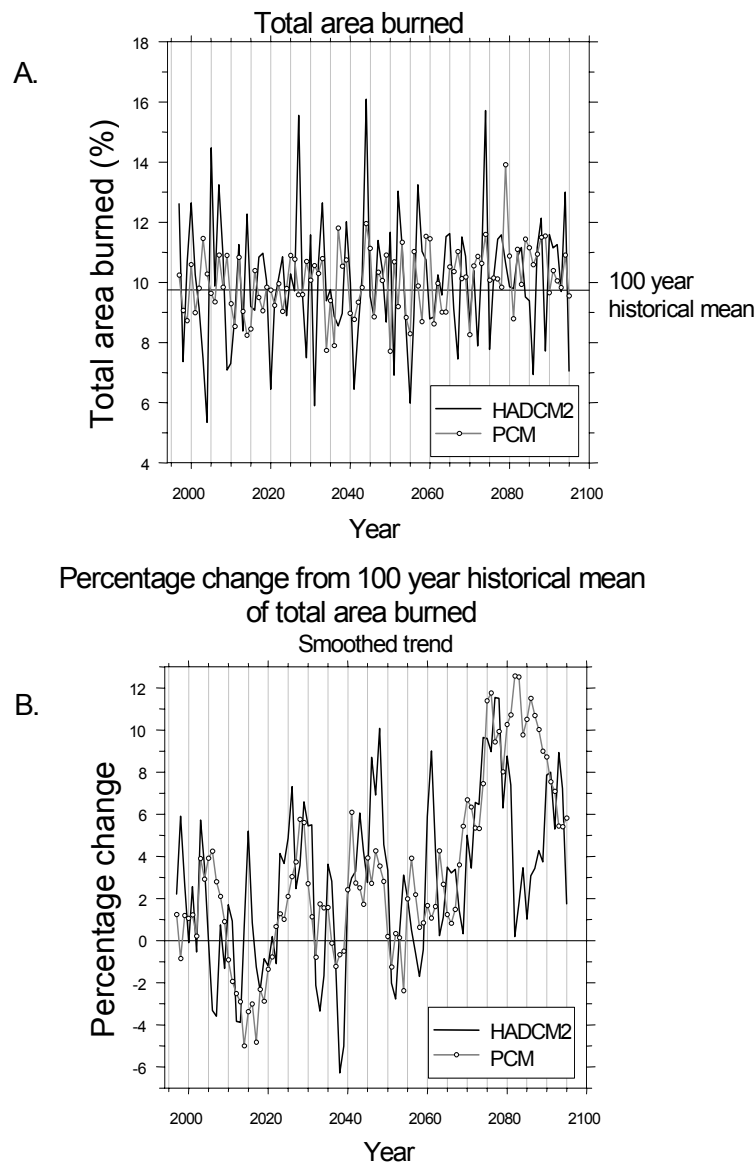 Total area burned
A.
Total area burned (%)
18
16
14
12
10
8
6
4
100 year
historical mean
HADCM2
PCM
2000 2020 2040 2060 2080 2100
Year
Percentage change from 100 year historical mean
of total area burned
Smoothed trend
B.
Percentage change
12
10
8
6
4
2
0
-2
-4
-6
HADCM2
PCM
2000 2020 2040 2060 2080 2100
Year